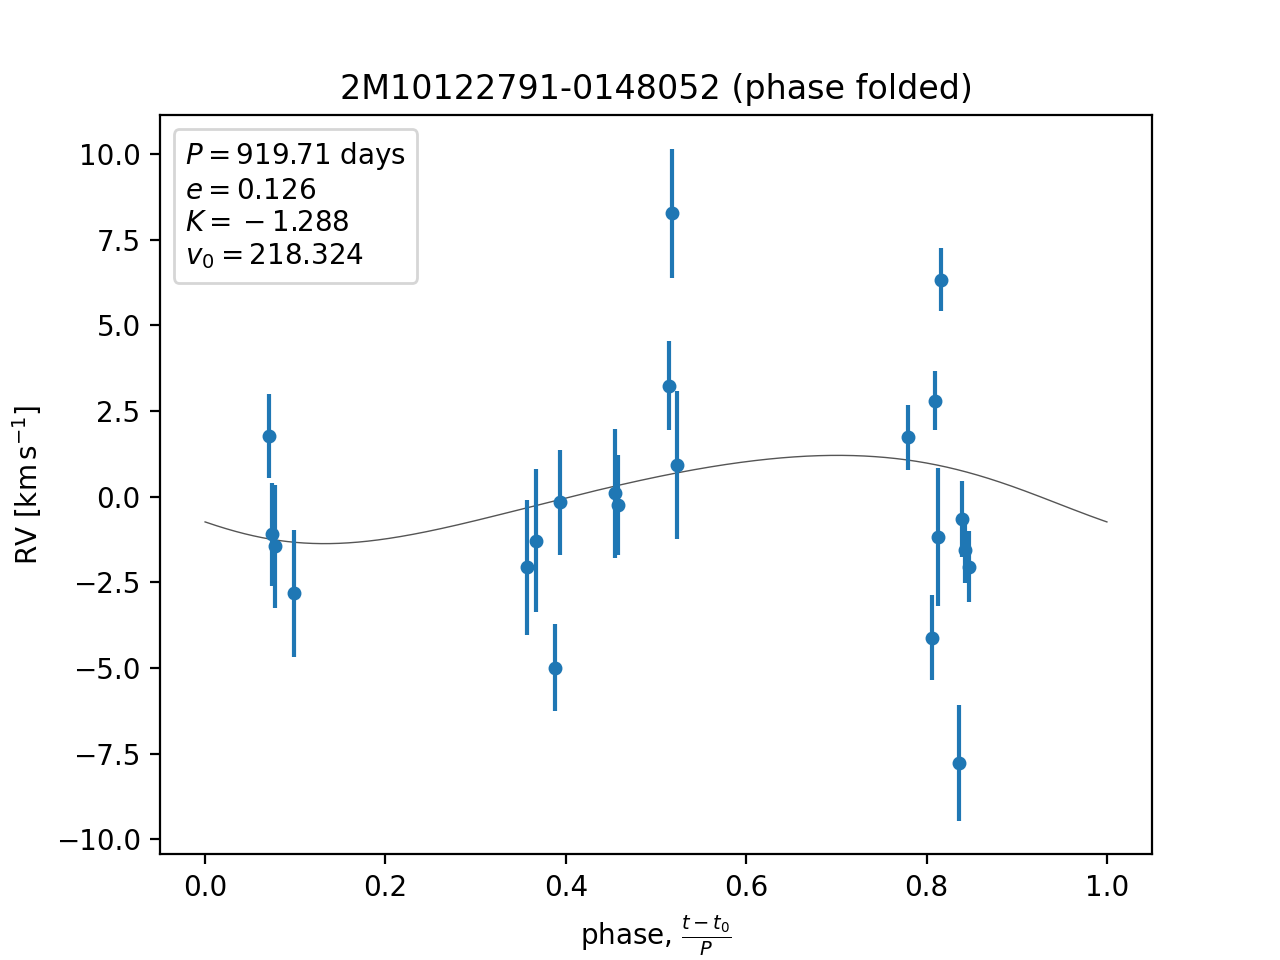 2M10122791-0148052 (phase folded)
P = 919.71 days
e = 0.126
K = −1.288
v₀ = 218.324
10.0
7.5
5.0
2.5
0.0
−2.5
−5.0
−7.5
−10.0
RV [km s⁻¹]
0.0 0.2 0.4 0.6 0.8 1.0
phase, (t − t₀)/P